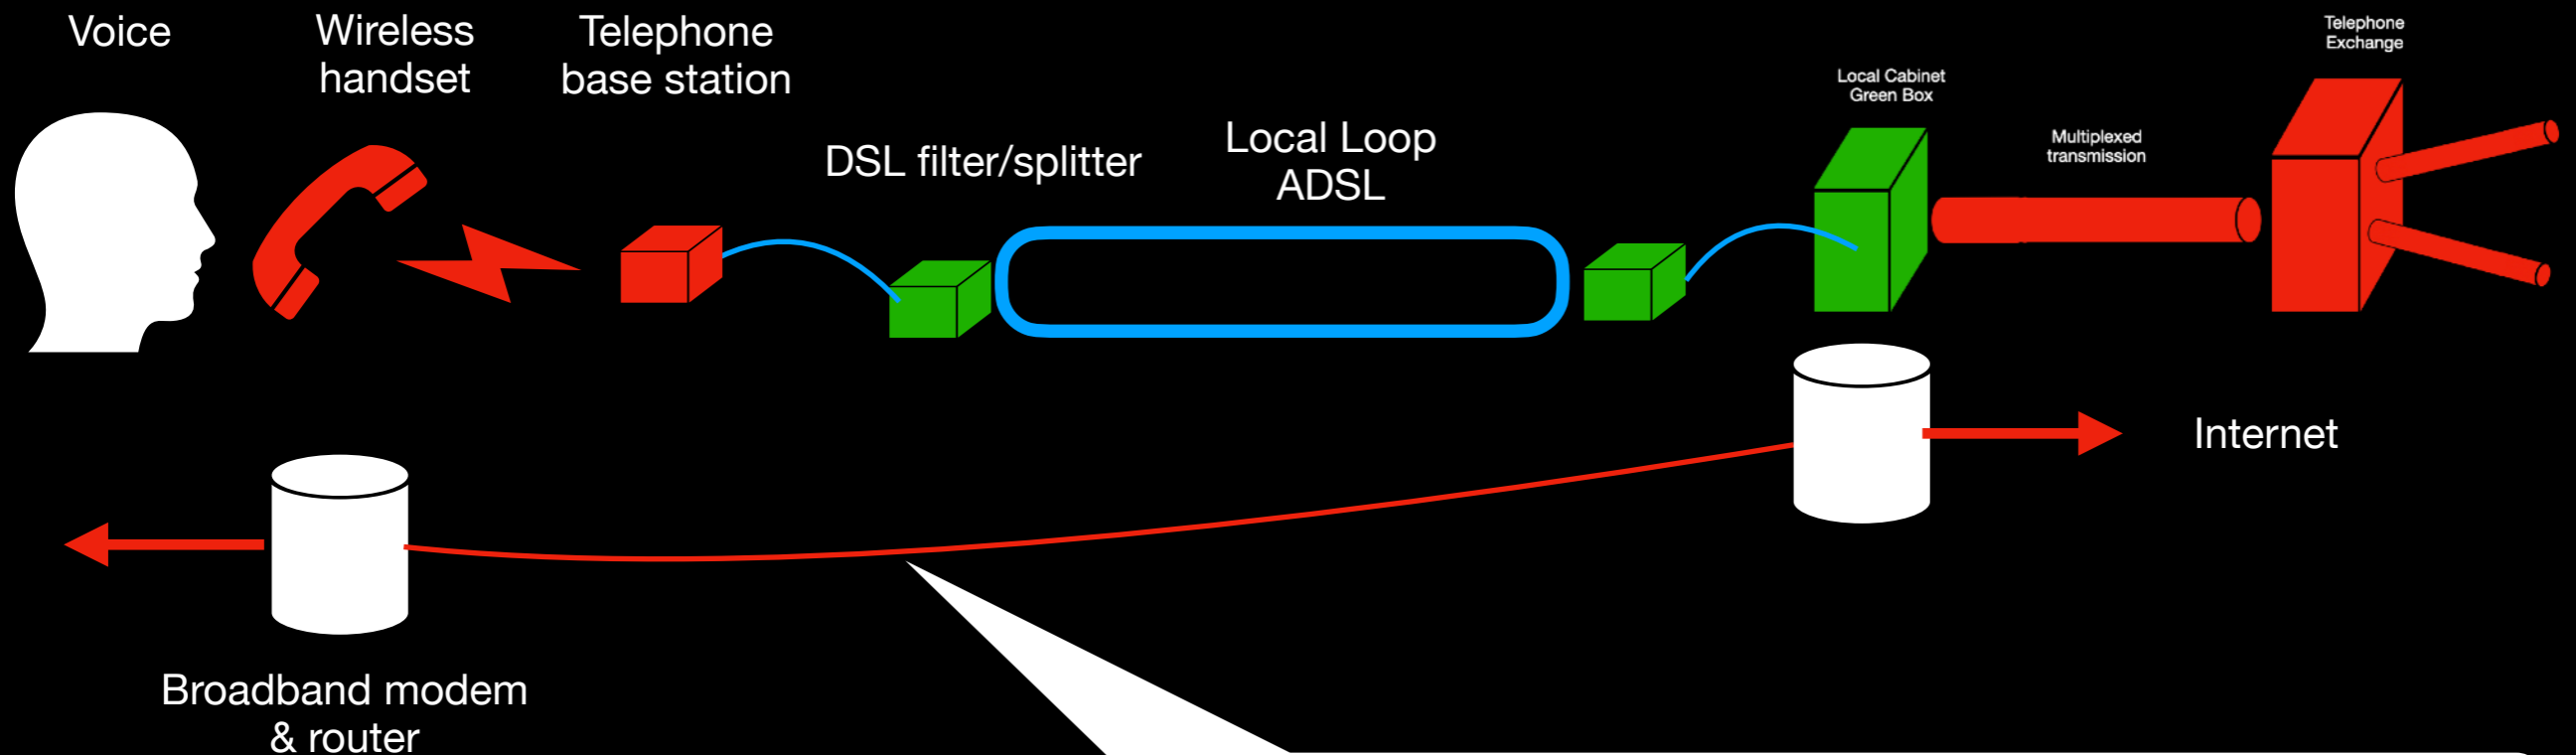 Voice
Wireless
handset
Telephone
base station
DSL filter/splitter
Local Loop
ADSL
Local Cabinet
Green Box
Multiplexed
transmission
Telephone
Exchange
Internet
Broadband modem
& router